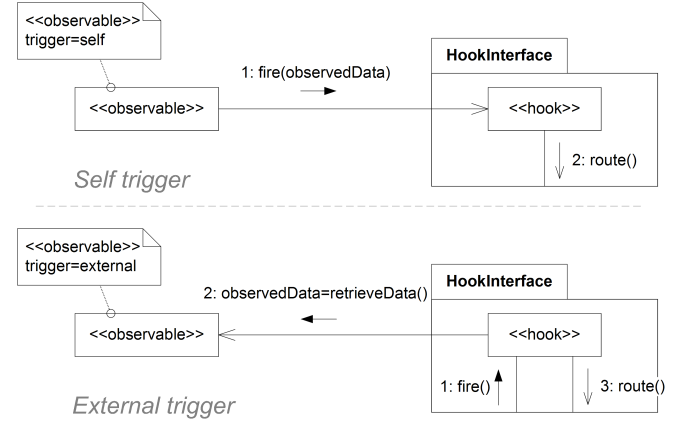 <<observable>>
trigger=self
HookInterface
1: fire(observedData)
<<observable>>
<<hook>>
2: route()
Self trigger
<<observable>>
trigger=external
HookInterface
2: observedData=retrieveData()
<<observable>>
<<hook>>
1: fire()
3: route()
External trigger